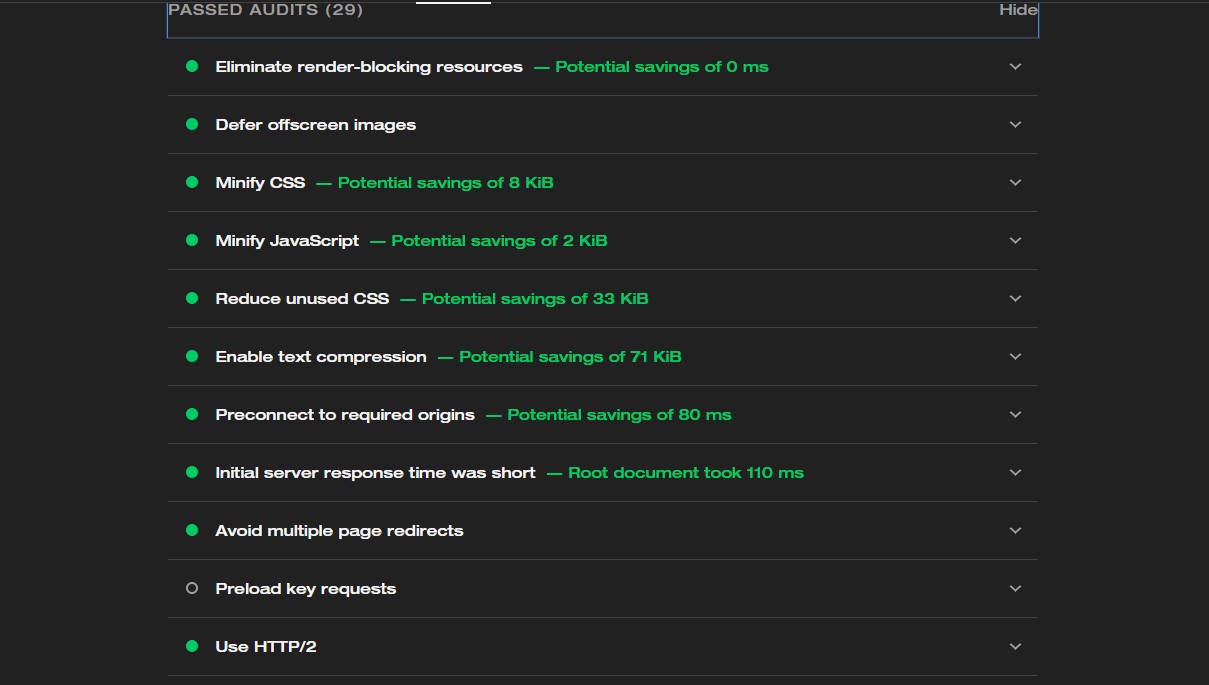 PASSED AUDITS (29) Hide
Eliminate render-blocking resources — Potential savings of 0 ms
Defer offscreen images
Minify CSS — Potential savings of 8 KiB
Minify JavaScript — Potential savings of 2 KiB
Reduce unused CSS — Potential savings of 33 KiB
Enable text compression — Potential savings of 71 KiB
Preconnect to required origins — Potential savings of 80 ms
Initial server response time was short — Root document took 110 ms
Avoid multiple page redirects
Preload key requests
Use HTTP/2